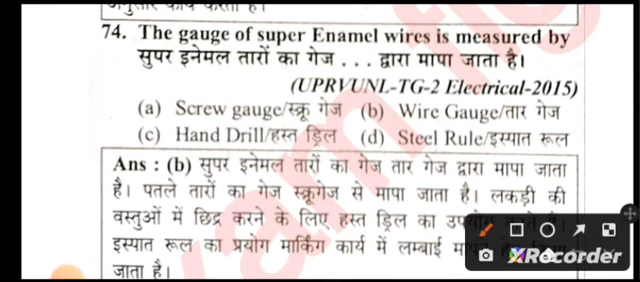 अनुसार कार्य करता है।
74. The gauge of super Enamel wires is measured by
सुपर इनेमल तारों का गेज . . . द्वारा मापा जाता है।
(UPRVUNL-TG-2 Electrical-2015)
(a) Screw gauge/स्क्रू गेज (b) Wire Gauge/तार गेज
(c) Hand Drill/हस्त ड्रिल (d) Steel Rule/इस्पात रूल
Ans : (b) सुपर इनेमल तारों का गेज तार गेज द्वारा मापा जाता
है। पतले तारों का गेज स्क्रूगेज से मापा जाता है। लकड़ी की
वस्तुओं में छिद्र करने के लिए हस्त ड्रिल का
इस्पात रूल का प्रयोग मार्किंग कार्य में लम्बाई
जाता है।
XRecorder